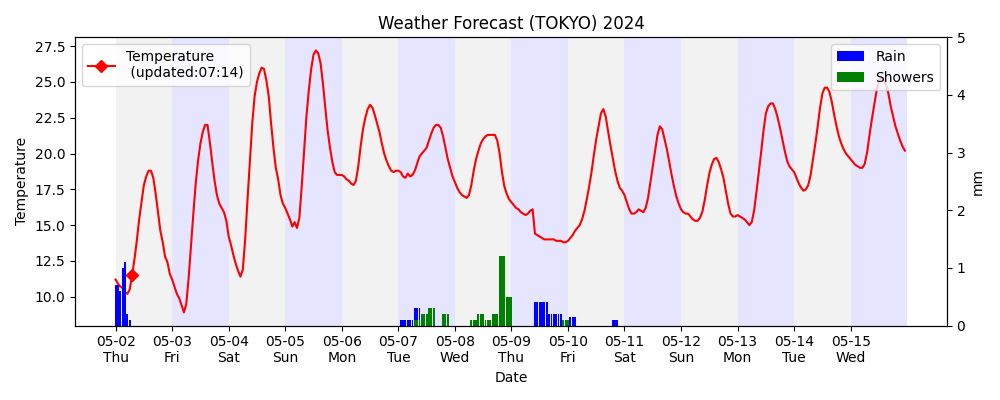 Weather Forecast (TOKYO) 2024
Temperature
(updated:07:14)
Rain
Showers
Temperature
27.5
25.0
22.5
20.0
17.5
15.0
12.5
10.0
5
4
3
2
1
0
mm
05-02 05-03 05-04 05-05 05-06 05-07 05-08 05-09 05-10 05-11 05-12 05-13 05-14 05-15
Thu Fri Sat Sun Mon Tue Wed Thu Fri Sat Sun Mon Tue Wed
Date